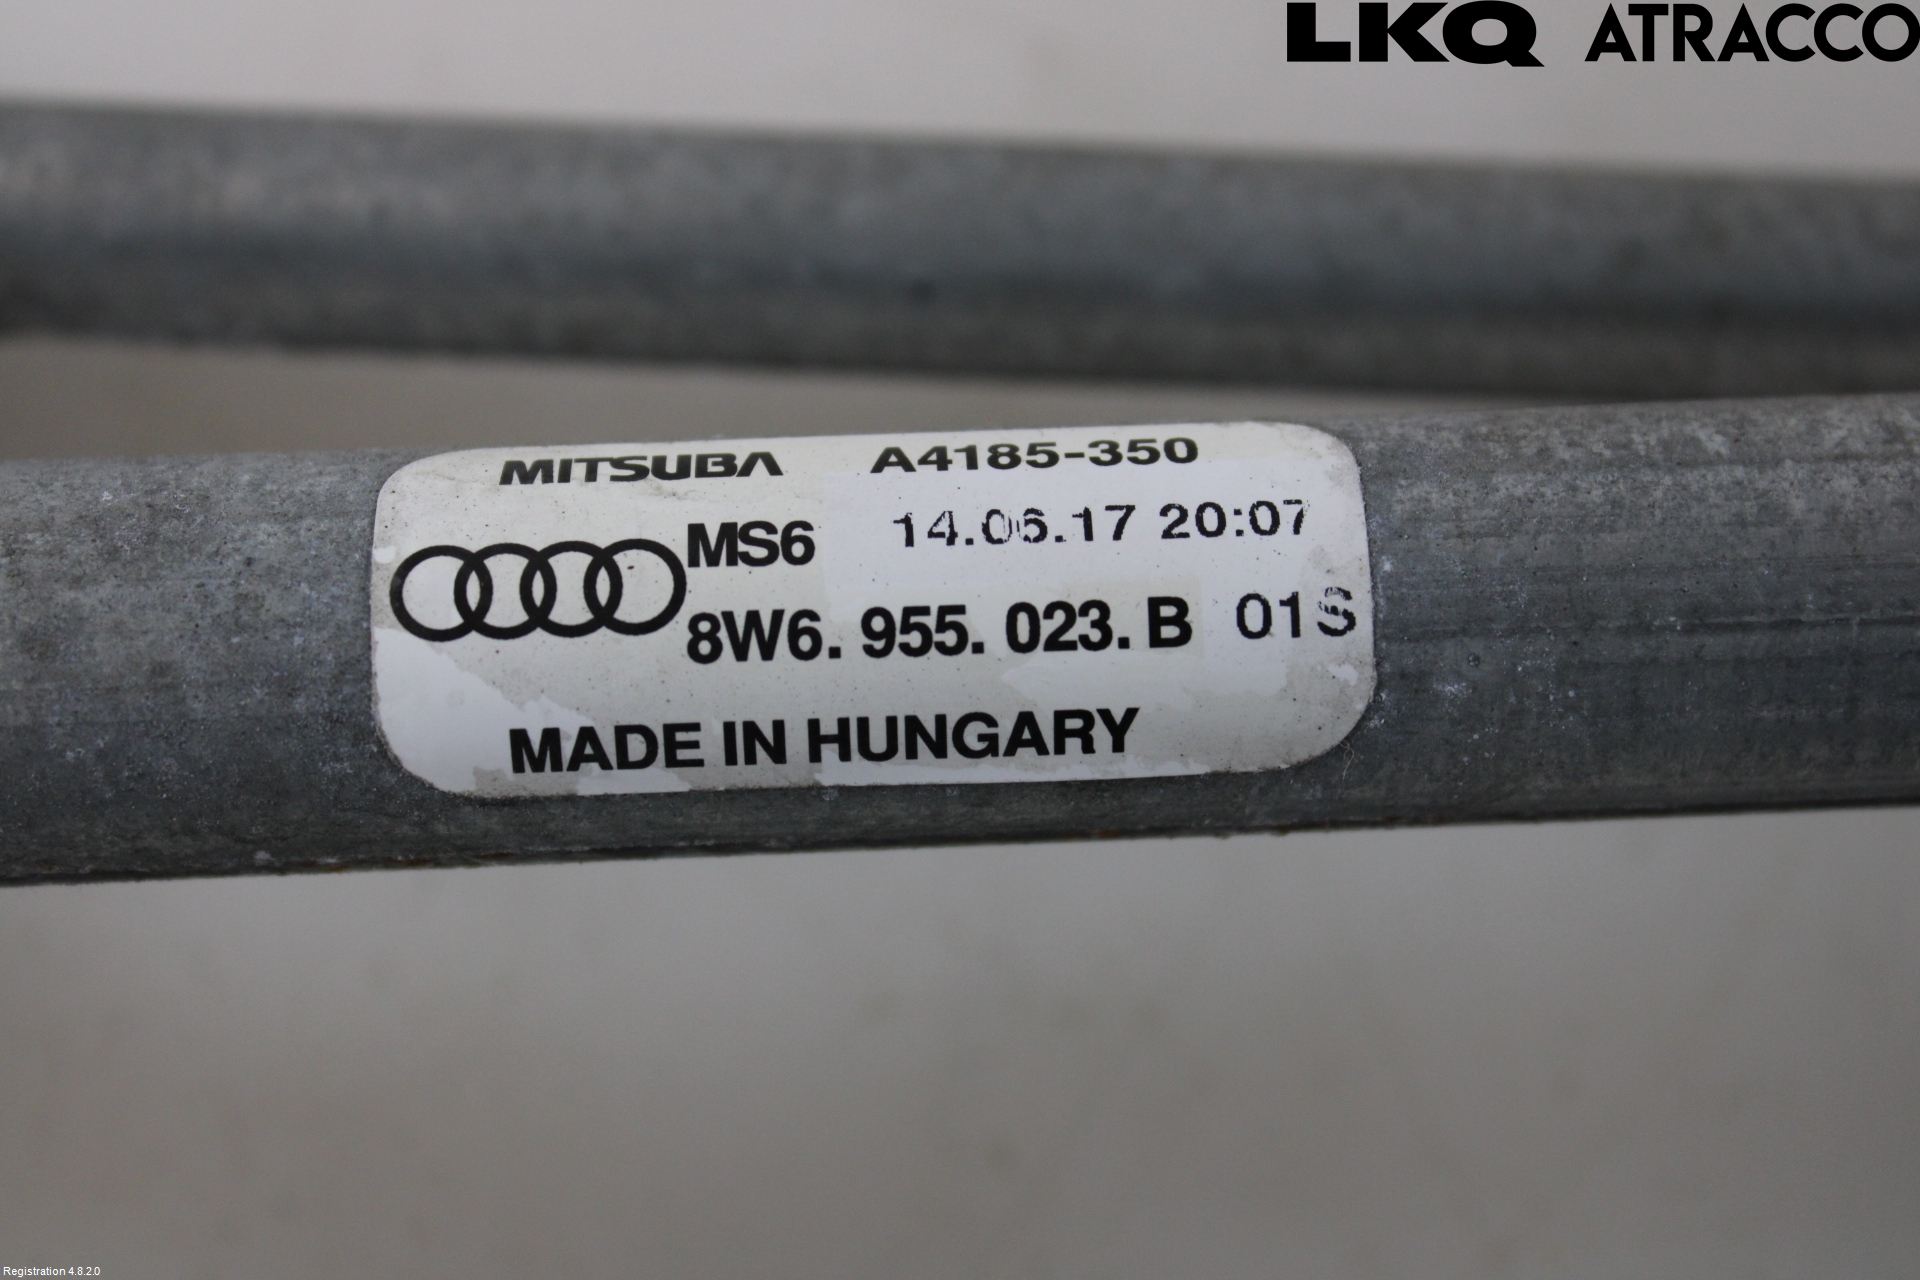 LKQ ATRACCO
MITSUBA A4185-350
MS6 14.06.17 20:07
8W6. 955. 023. B 01S
MADE IN HUNGARY
Registration 4.8.2.0